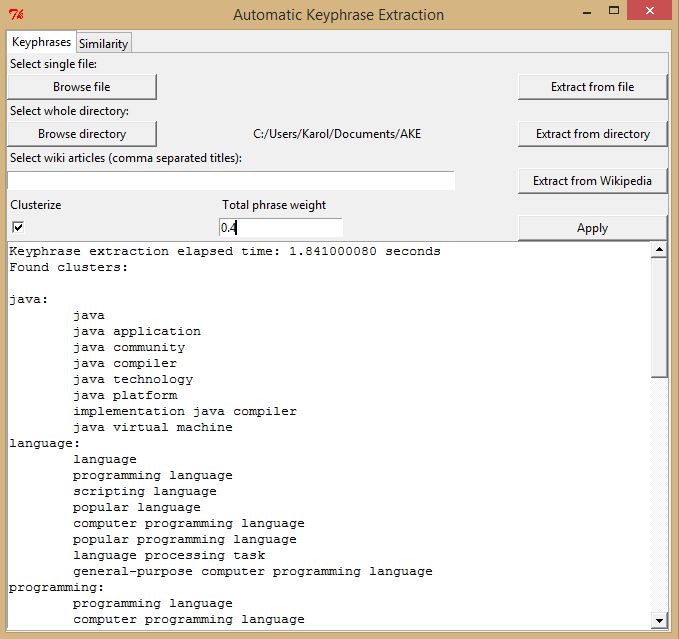 Automatic Keyphrase Extraction
Keyphrases Similarity
Select single file:
Browse file Extract from file
Select whole directory:
Browse directory C:/Users/Karol/Documents/AKE Extract from directory
Select wiki articles (comma separated titles):
Extract from Wikipedia
Clusterize Total phrase weight
0.4 Apply
Keyphrase extraction elapsed time: 1.841000080 seconds
Found clusters:
java:
java
java application
java community
java compiler
java technology
java platform
implementation java compiler
java virtual machine
language:
language
programming language
scripting language
popular language
computer programming language
popular programming language
language processing task
general-purpose computer programming language
programming:
programming language
computer programming language